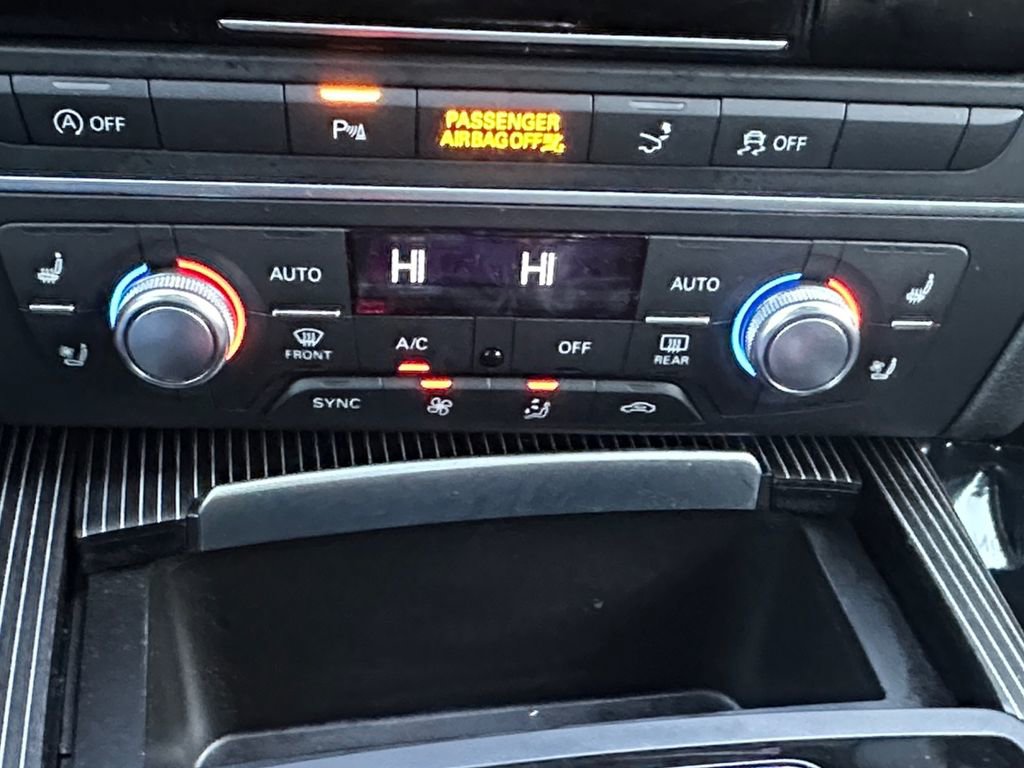 A OFF
P
PASSENGER
AIRBAG OFF
OFF
AUTO
HI
HI
AUTO
FRONT
A/C
OFF
REAR
SYNC